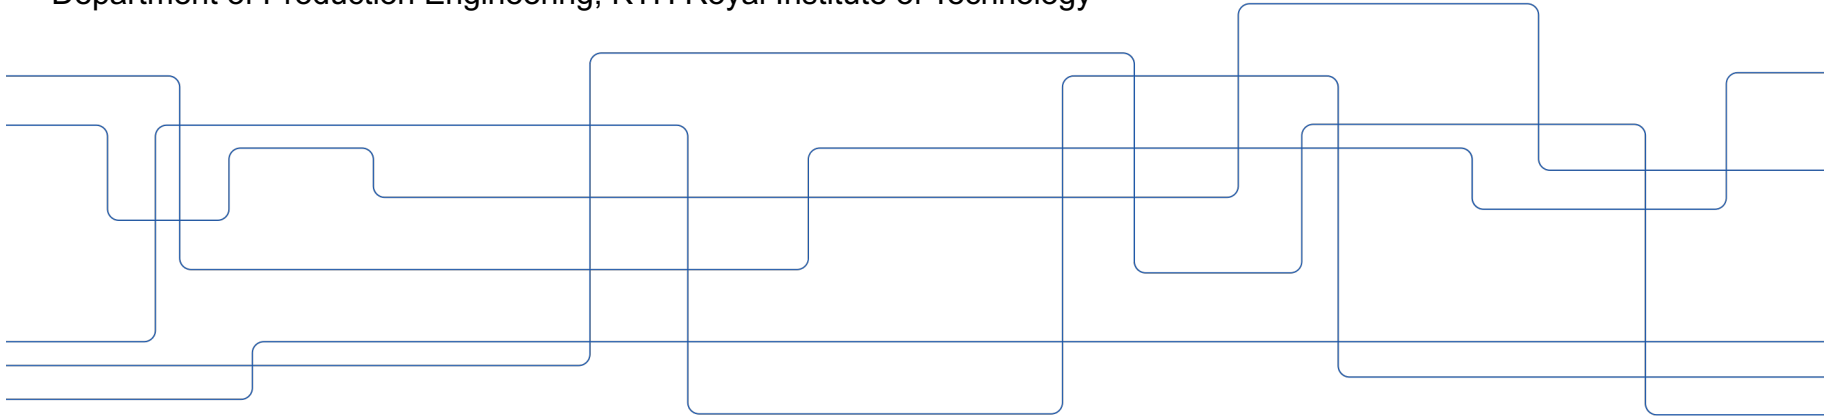 Department of Production Engineering, KTH Royal Institute of Technology